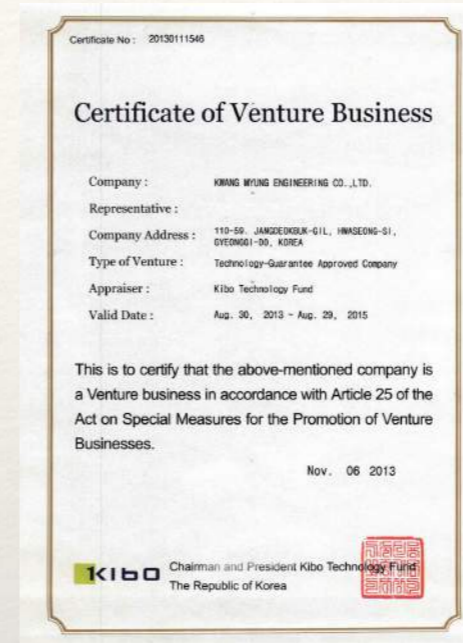 Certificate No : 20130111546
Certificate of Venture Business
Company : KWANG MYUNG ENGINEERING CO.,LTD.
Representative :
Company Address : 110-59. JANGDEOKBUK-GIL, HWASEONG-SI,
GYEONGGI-DO, KOREA
Type of Venture : Technology-Guarantee Approved Company
Appraiser : Kibo Technology Fund
Valid Date : Aug. 30, 2013 - Aug. 29, 2015
This is to certify that the above-mentioned company is
a Venture business in accordance with Article 25 of the
Act on Special Measures for the Promotion of Venture
Businesses.
Nov. 06 2013
KIBO
Chairman and President Kibo Technology Fund
The Republic of Korea